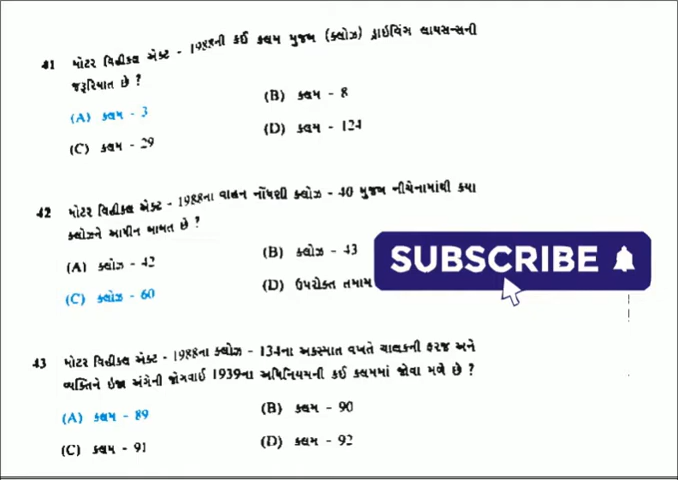 41 મોટર વિહીકલ એક્ટ - 1988ની કઈ કલમ મુજબ (ક્લોઝ) ડ્રાઇવિંગ લાયસન્સની
જરૂરિયાત છે ?
(A) કલમ - 3
(B) કલમ - 8
(C) કલમ - 29
(D) કલમ - 124
42 મોટર વિહીકલ એક્ટ - 1988ના વાહન નોંધણી ક્લોઝ - 40 મુજબ નીચેનામાંથી કયા
ક્લોઝને આધીન બાબત છે ?
(A) ક્લોઝ - 42
(B) ક્લોઝ - 43
(C) ક્લોઝ - 60
(D) ઉપરોક્ત તમામ
SUBSCRIBE
43 મોટર વિહીકલ એક્ટ - 1988ના ક્લોઝ - 134ના અકસ્માત વખતે ચાલકની ફરજ અને
વ્યક્તિને ઇજા અંગેની જોગવાઈ 1939ના અધિનિયમની કઈ કલમમાં જોવા મળે છે ?
(A) કલમ - 89
(B) કલમ - 90
(C) કલમ - 91
(D) કલમ - 92